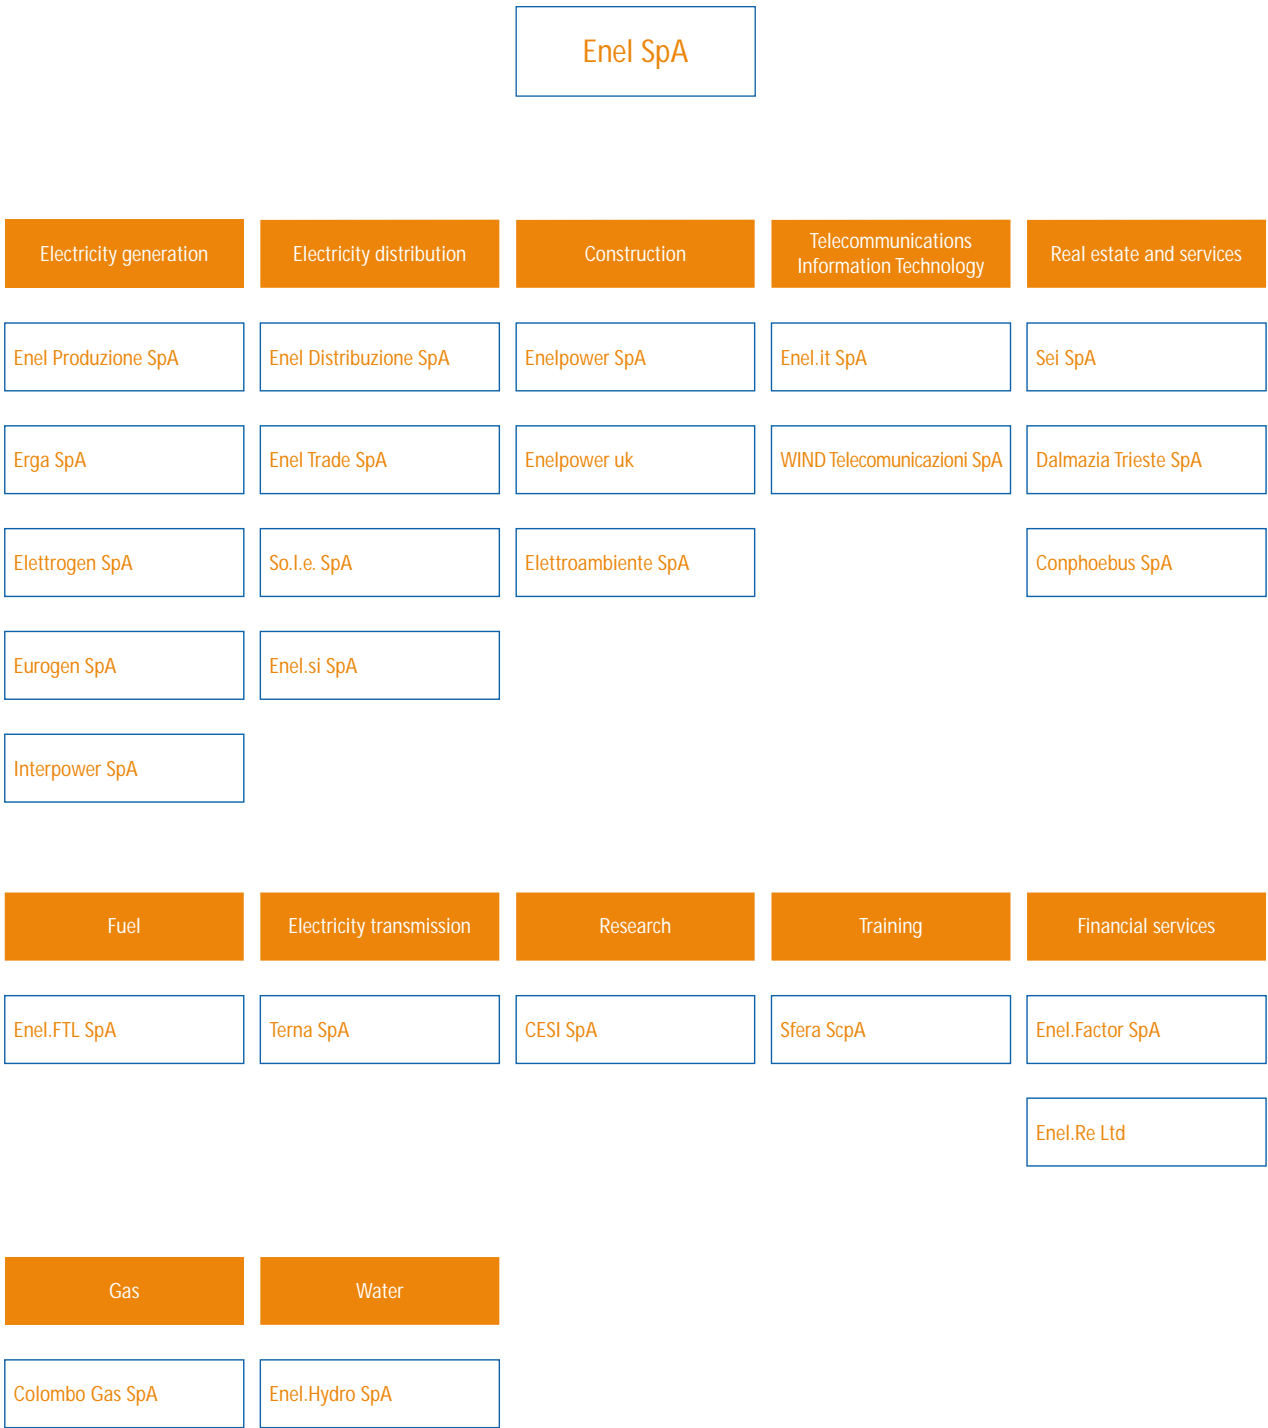 Enel SpA
Electricity generation
Electricity distribution
Construction
Telecommunications
Information Technology
Real estate and services
Enel Produzione SpA
Enel Distribuzione SpA
Enelpower SpA
Enel.it SpA
Sei SpA
Erga SpA
Enel Trade SpA
Enelpower uk
WIND Telecomunicazioni SpA
Dalmazia Trieste SpA
Elettrogen SpA
So.l.e. SpA
Elettroambiente SpA
Conphoebus SpA
Eurogen SpA
Enel.si SpA
Interpower SpA
Fuel
Electricity transmission
Research
Training
Financial services
Enel.FTL SpA
Terna SpA
CESI SpA
Sfera ScpA
Enel.Factor SpA
Enel.Re Ltd
Gas
Water
Colombo Gas SpA
Enel.Hydro SpA